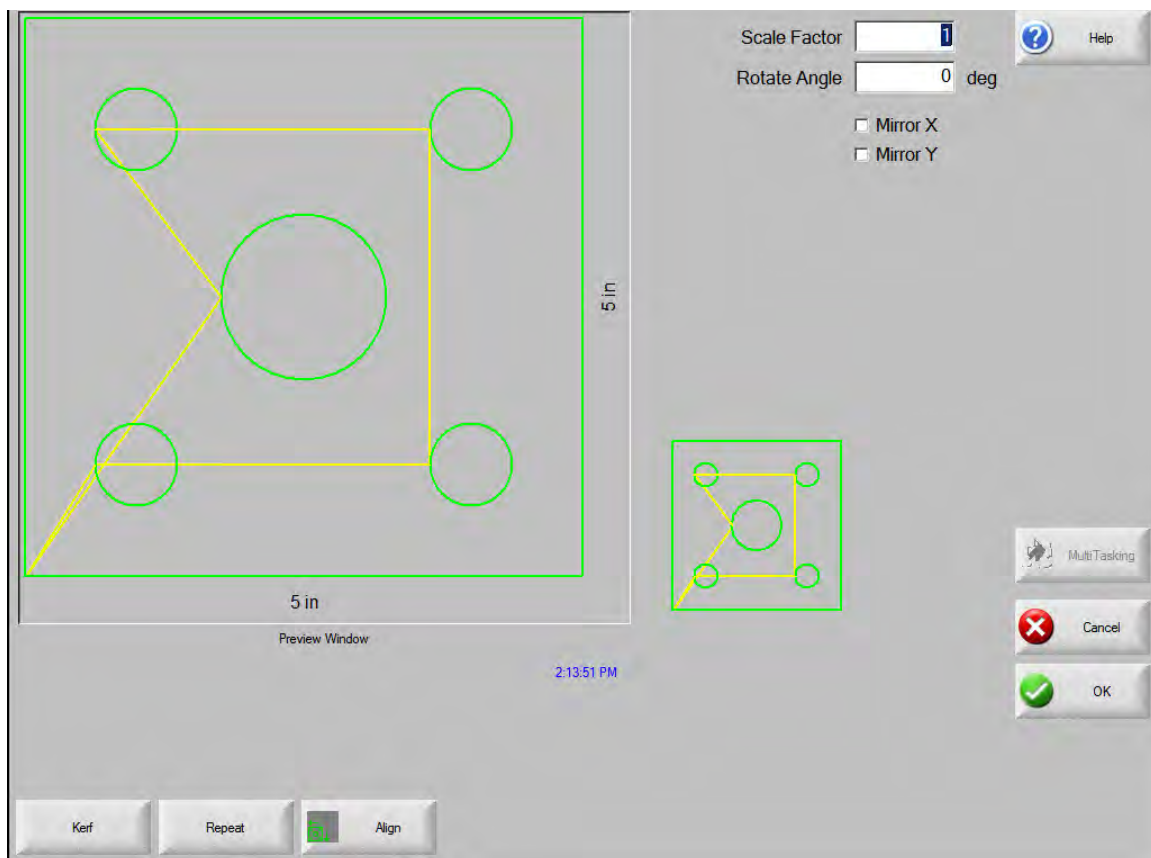 Scale Factor 1
Help
Rotate Angle 0 deg
Mirror X
Mirror Y
5 in
5 in
Preview Window
2:13:51 PM
MultiTasking
Cancel
OK
Kerf
Repeat
Align